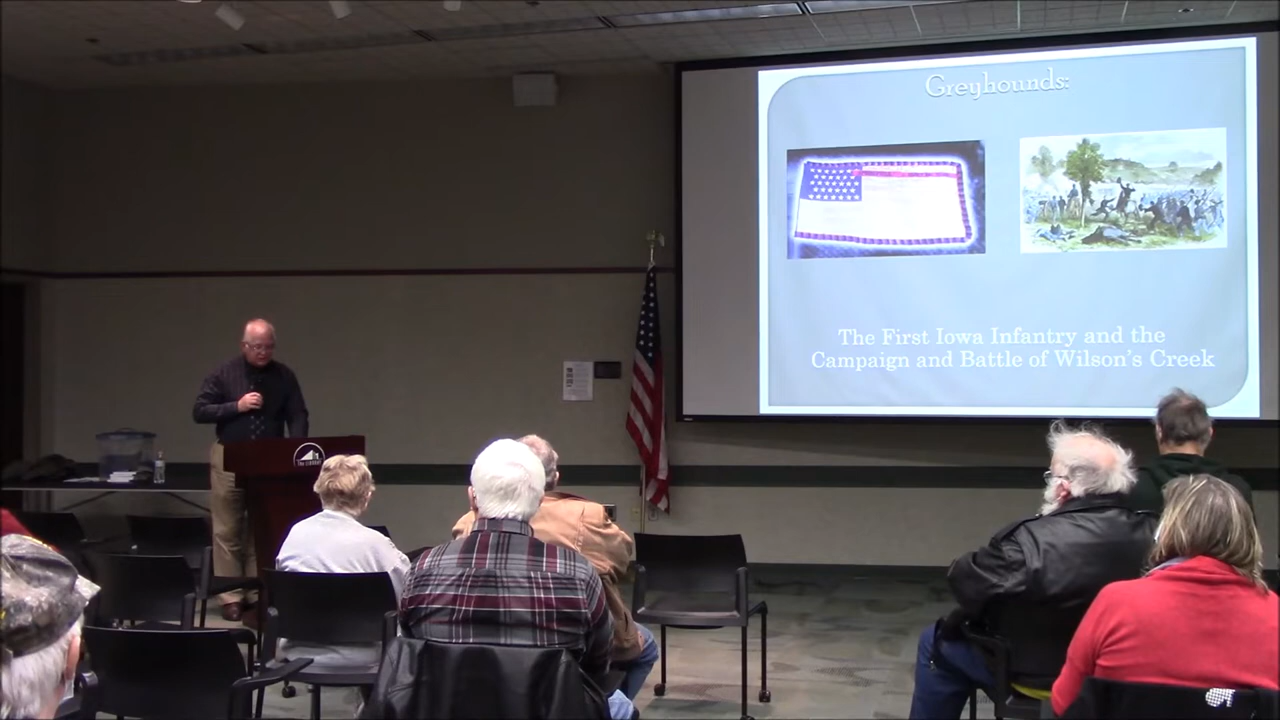 Greyhounds:
The First Iowa Infantry and the
Campaign and Battle of Wilson's Creek